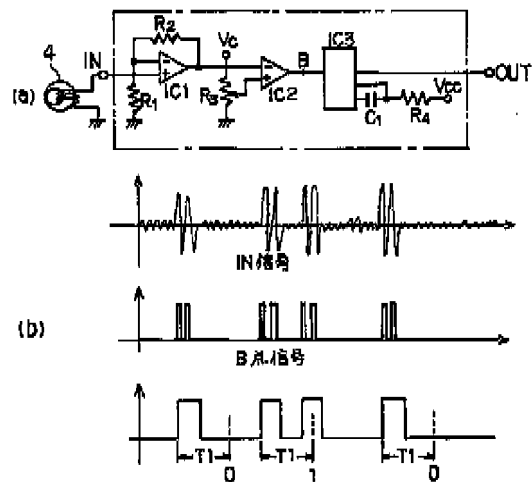 4
(a)
IN
R2
R1
IC1
Vc
R3
IC2
B
IC3
C1
R4
Vcc
OUT
IN信号
(b)
B点信号
T1 T1 T1
0 1 0